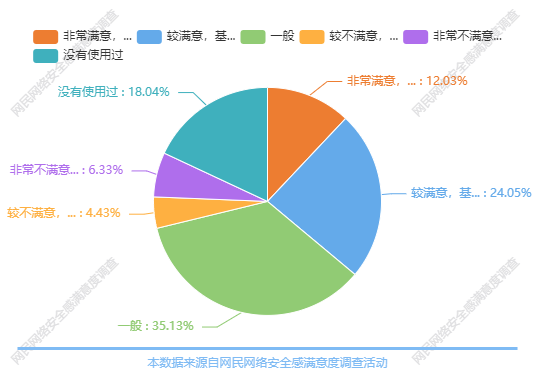 非常满意，... 较满意，基... 一般 较不满意，... 非常不满意...
没有使用过
网民网络安全感满意度调查 网民网络安全感满意度调查
非常满意，... : 12.03%
没有使用过 : 18.04%
非常不满意... : 6.33%
较满意，基... : 24.05%
较不满意，... : 4.43%
一般 : 35.13%
网民网络安全感满意度调查 网民网络安全感满意度调查
本数据来源自网民网络安全感满意度调查活动